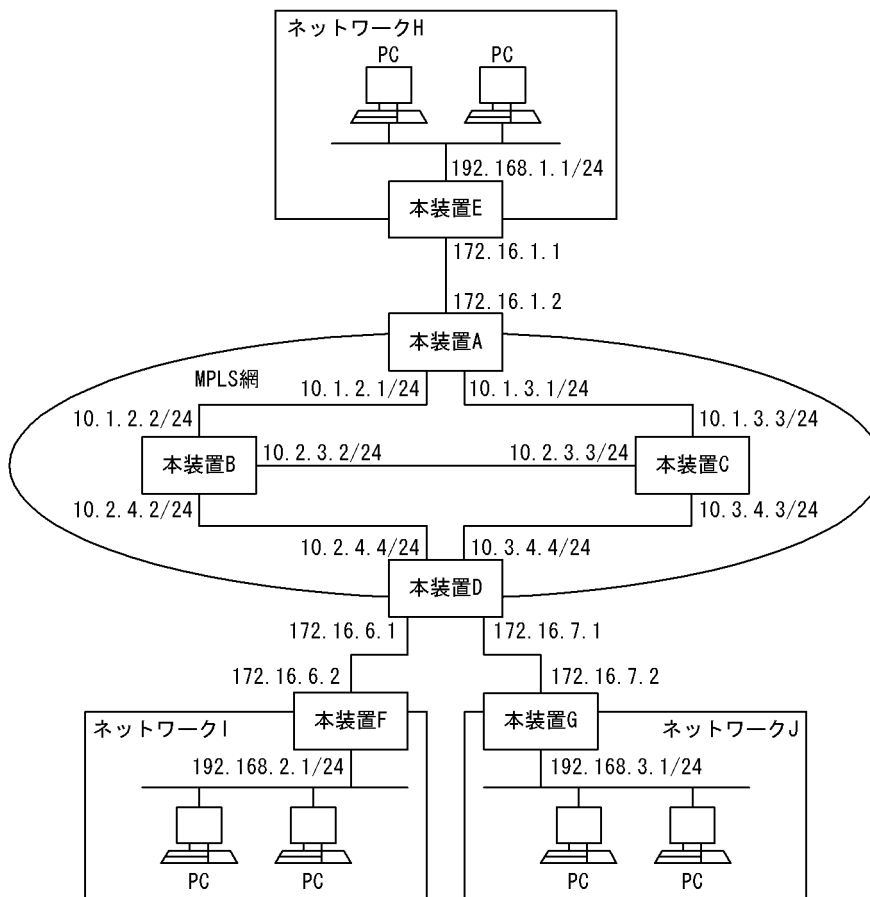 ネットワークH
PC PC
192.168.1.1/24
本装置E
172.16.1.1
172.16.1.2
本装置A
MPLS網
10.1.2.1/24 10.1.3.1/24
10.1.2.2/24 10.1.3.3/24
本装置B 10.2.3.2/24 10.2.3.3/24 本装置C
10.2.4.2/24 10.3.4.3/24
10.2.4.4/24 10.3.4.4/24
本装置D
172.16.6.1 172.16.7.1
172.16.6.2 172.16.7.2
ネットワークI 本装置F 本装置G ネットワークJ
192.168.2.1/24 192.168.3.1/24
PC PC PC PC